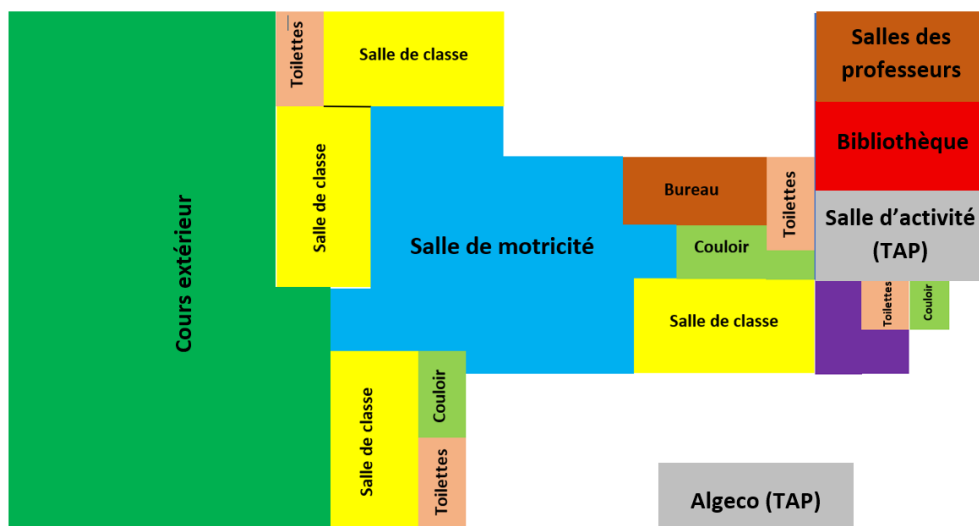 Toilettes
Salle de classe
Salles des
professeurs
Bibliothèque
Salle de classe
Cours extérieur
Salle de motricité
Bureau
Toilettes
Couloir
Salle d’activité
(TAP)
Salle de classe
Toilettes
Couloir
Salle de classe
Couloir
Toilettes
Algeco (TAP)